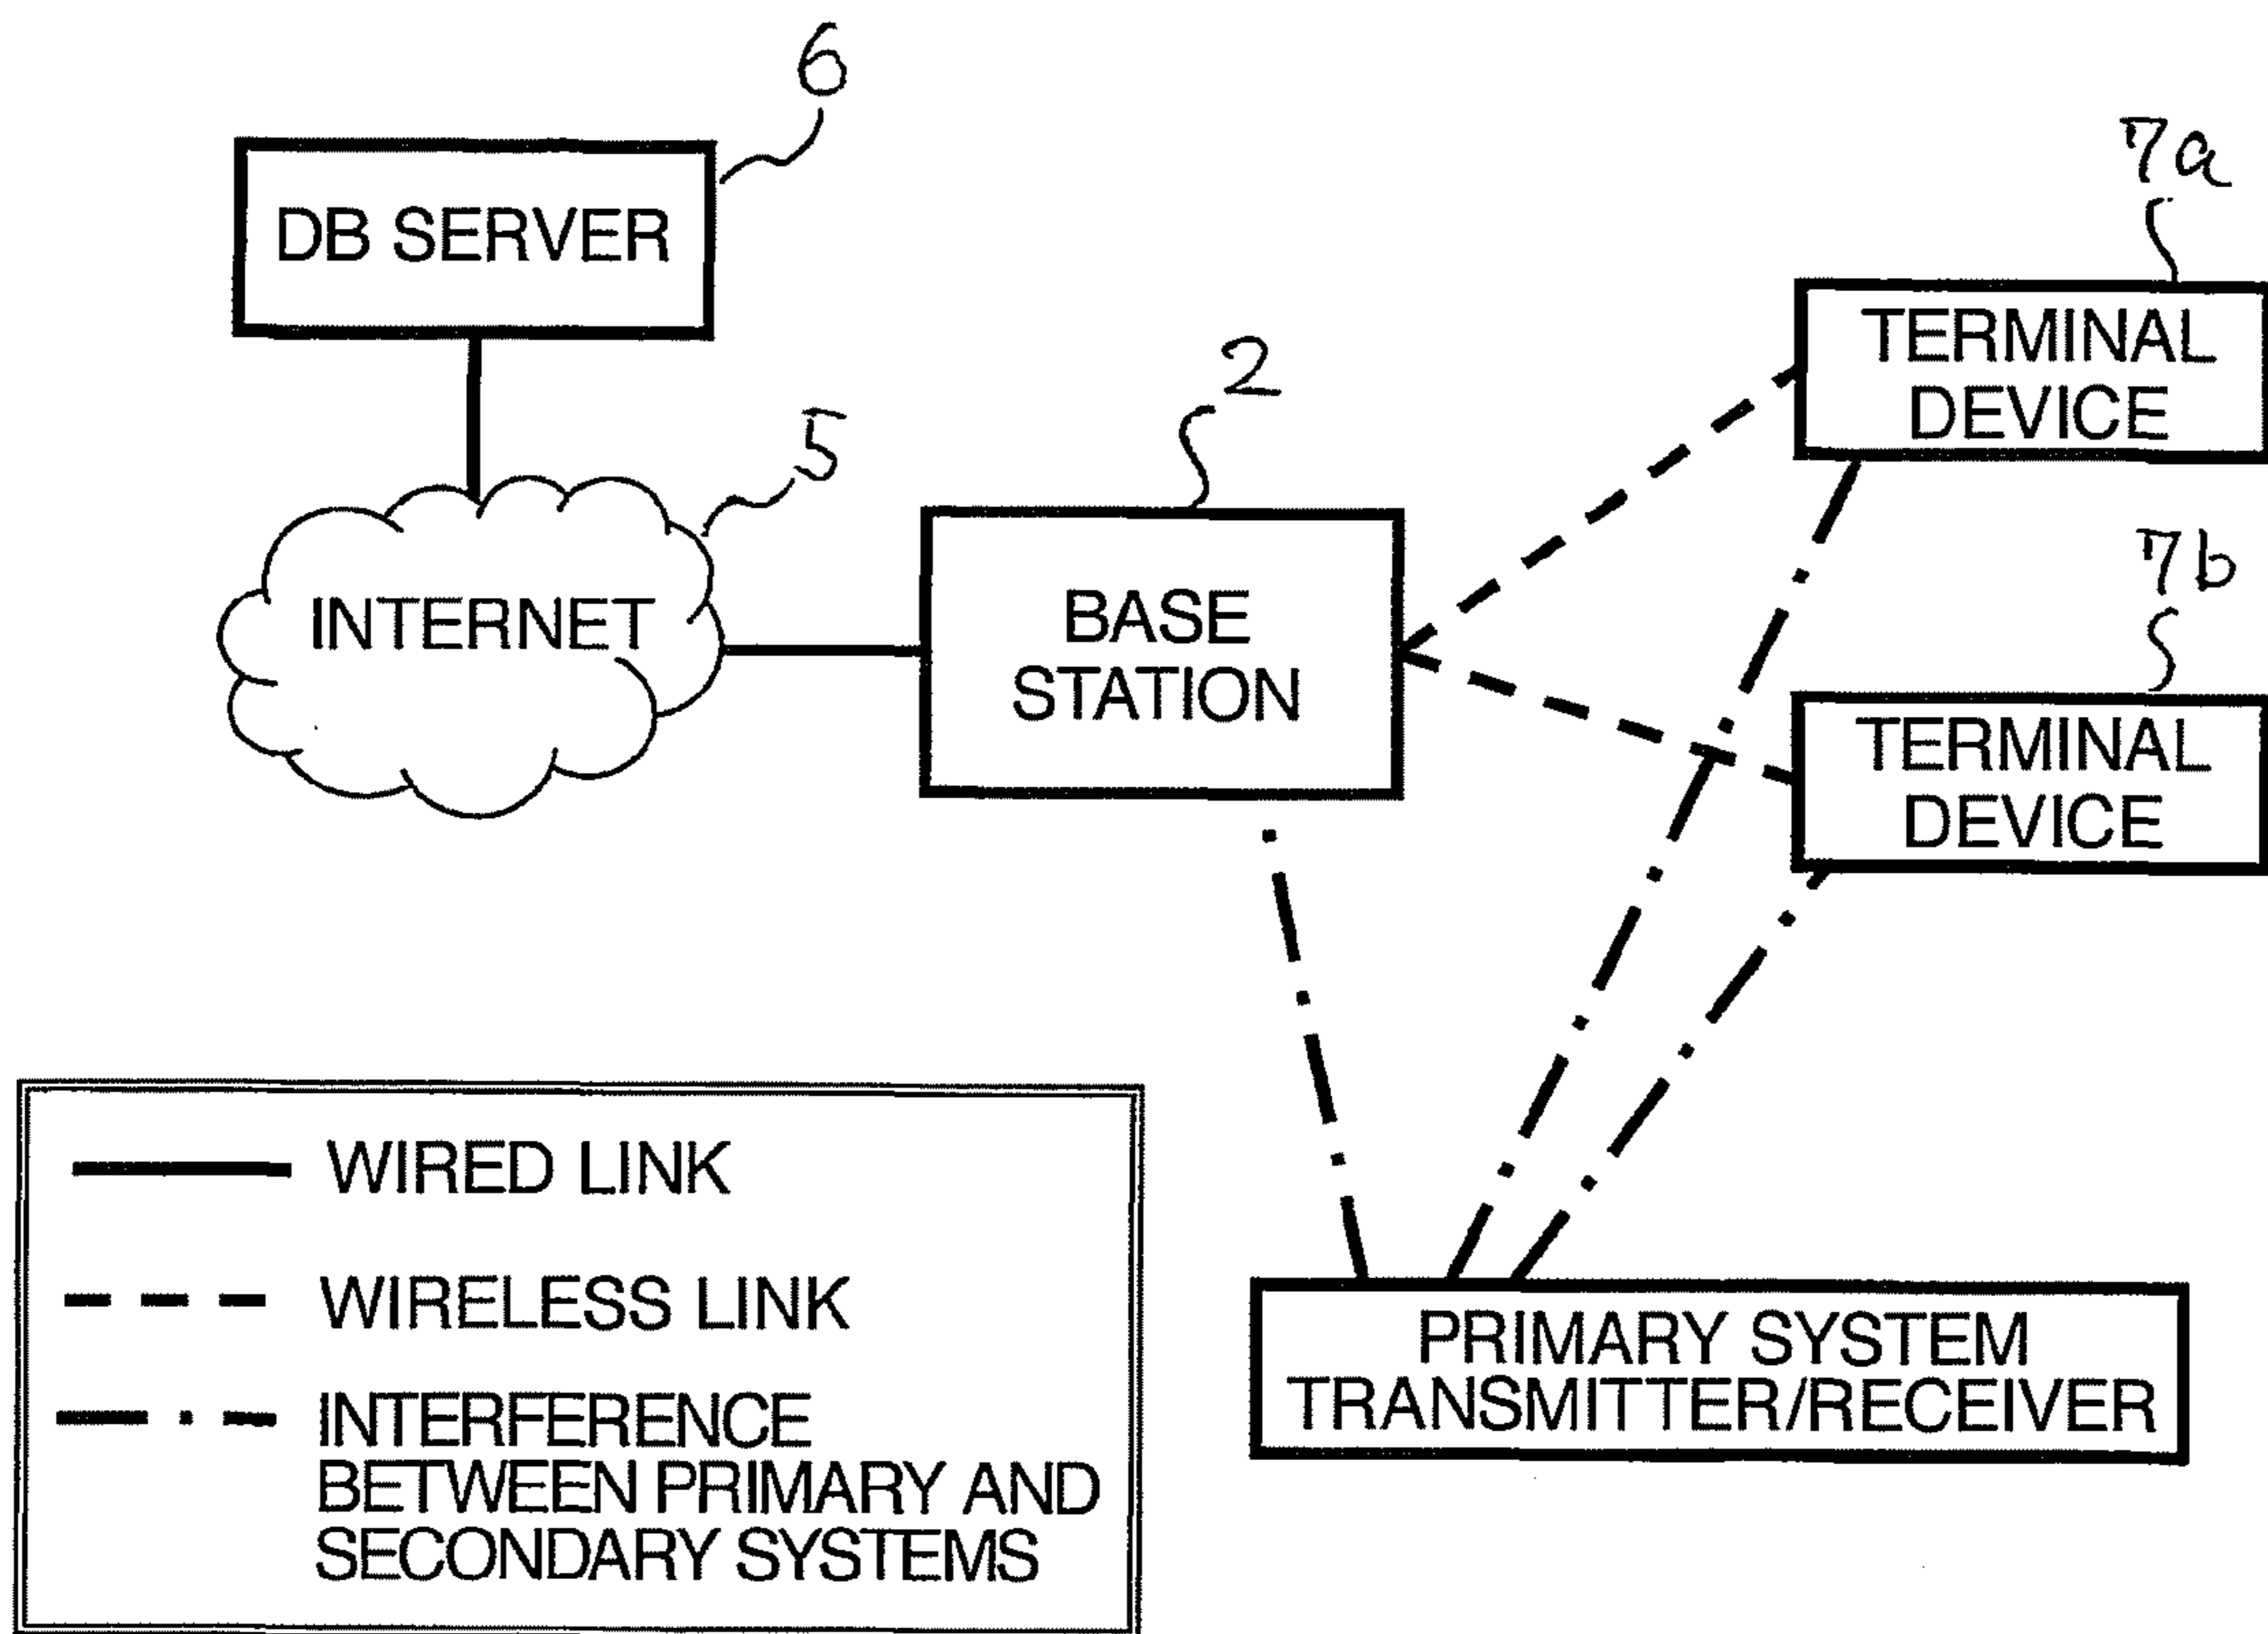 6
DB SERVER
7a
TERMINAL
DEVICE
5
2
INTERNET
BASE
STATION
7b
TERMINAL
DEVICE
WIRED LINK
WIRELESS LINK
INTERFERENCE
BETWEEN PRIMARY AND
SECONDARY SYSTEMS
PRIMARY SYSTEM
TRANSMITTER/RECEIVER